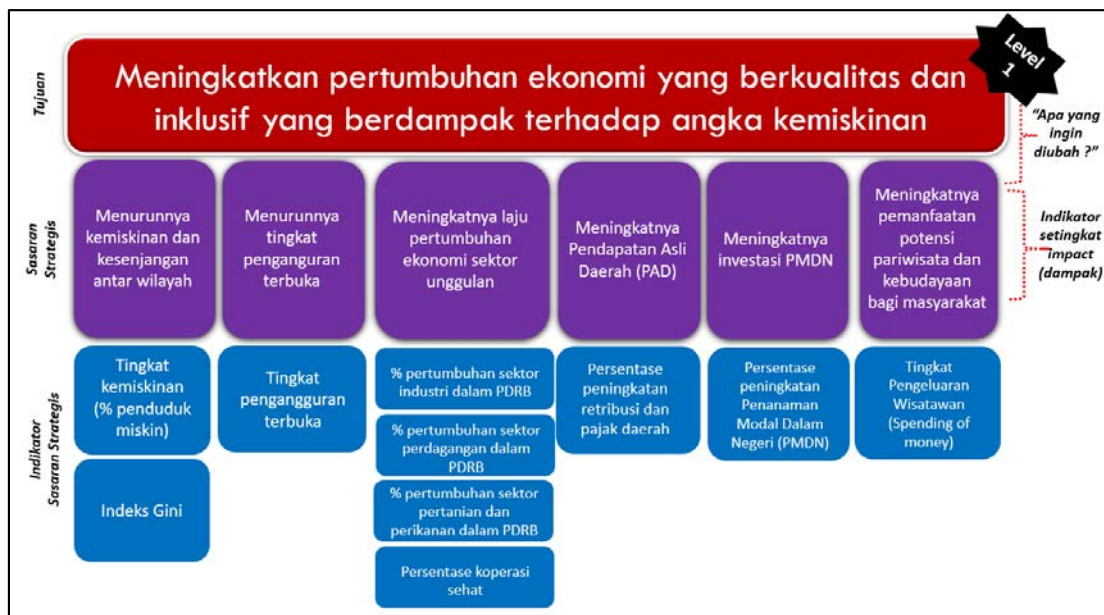 Level
1
Tujuan
Meningkatkan pertumbuhan ekonomi yang berkualitas dan
inklusif yang berdampak terhadap angka kemiskinan
"Apa yang
ingin
diubah ?"
Sasaran
Strategis
Menurunnya
kemiskinan dan
kesenjangan
antar wilayah
Menurunnya
tingkat
penganguran
terbuka
Meningkatnya laju
pertumbuhan
ekonomi sektor
unggulan
Meningkatnya
Pendapatan Asli
Daerah (PAD)
Meningkatnya
investasi PMDN
Meningkatnya
pemanfaatan
potensi
pariwisata dan
kebudayaan
bagi masyarakat
Indikator
setingkat
impact
(dampak)
Indikator
Sasaran Strategis
Tingkat
kemiskinan
(% penduduk
miskin)
Indeks Gini
Tingkat
pengangguran
terbuka
% pertumbuhan sektor
industri dalam PDRB
% pertumbuhan sektor
perdagangan dalam
PDRB
% pertumbuhan sektor
pertanian dan
perikanan dalam PDRB
Persentase koperasi
sehat
Persentase
peningkatan
retribusi dan
pajak daerah
Persentase
peningkatan
Penanaman
Modal Dalam
Negeri (PMDN)
Tingkat
Pengeluaran
Wisatawan
(Spending of
money)